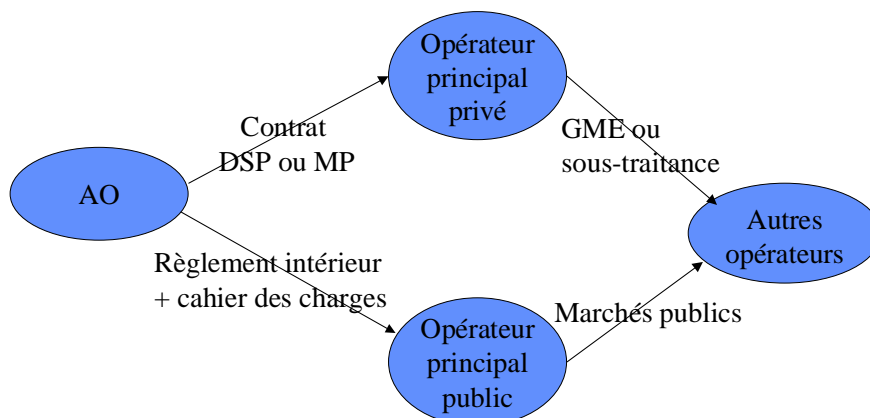 Opérateur
principal
privé
Contrat
DSP ou MP
GME ou
sous-traitance
AO
Autres
opérateurs
Règlement intérieur
+ cahier des charges
Marchés publics
Opérateur
principal
public